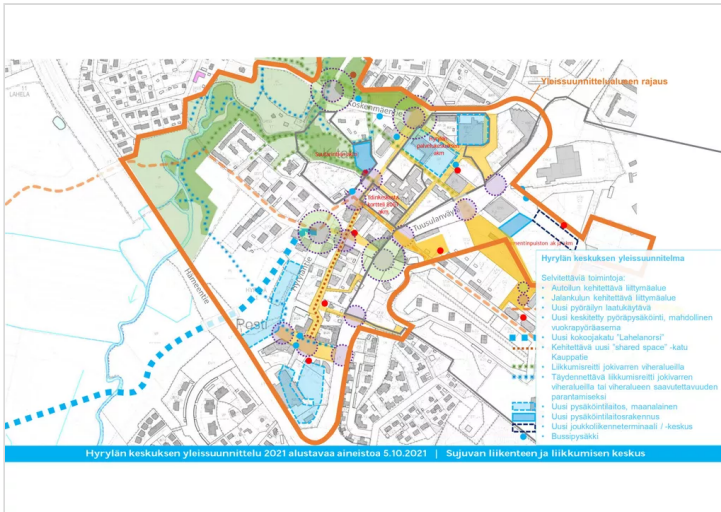 Yleissuunnittelualueen rajaus
LAHELA
Koskenmäentie
Tuusulanväylä
Hämeentie
Hyryläntie
Posti
Hyrylän keskuksen yleissuunnitelma
Selvitettäviä toimintoja:
• Autoilun kehitettävä liittymäalue
• Jalankulun kehitettävä liittymäalue
• Uusi pyöräilyn laatukäytävä
• Uusi keskitetty pyöräpysäköinti, mahdollinen
vuokrapyöräasema
• Uusi kokoojakatu "Lahelanorsi"
• Kehitettävä uusi "shared space" -katu
Kauppatie
• Liikkumisreitti jokivarren viheralueilla
• Täydennettävä liikkumisreitti jokivarren
viheralueilla tai viheralueen saavutettavuuden
parantamiseksi
• Uusi pysäköintilaitos, maanalainen
• Uusi pysäköintilaitosrakennus
• Uusi joukkoliikenneterminaali / -keskus
• Bussipysäkki
Hyrylän keskuksen yleissuunnittelu 2021 alustavaa aineistoa 5.10.2021 | Sujuvan liikenteen ja liikkumisen keskus